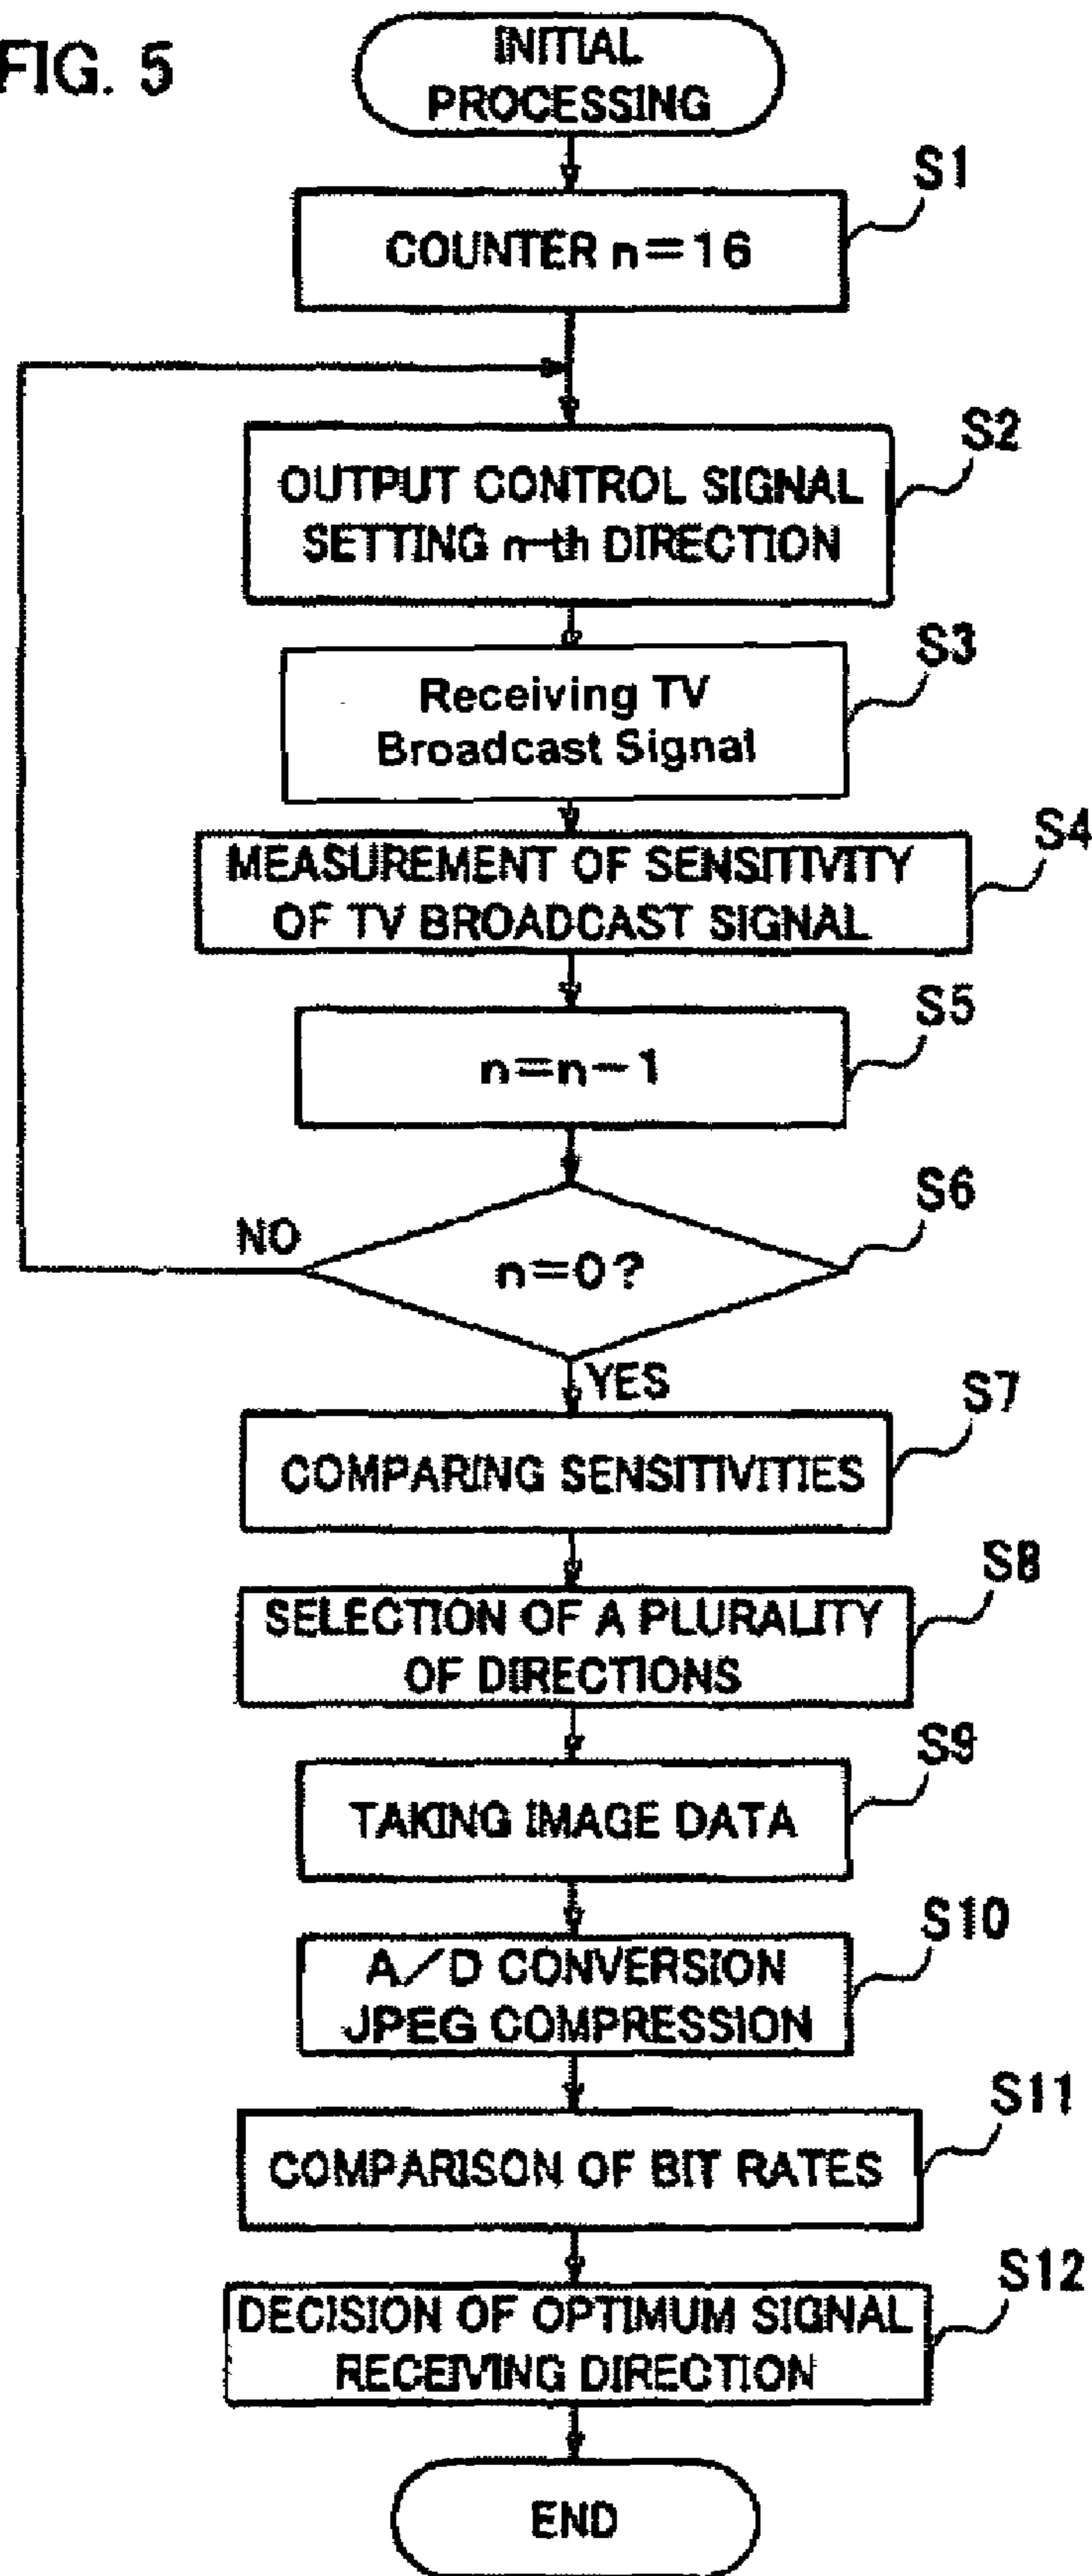 FIG. 5
INITIAL
PROCESSING
S1
COUNTER n=16
S2
OUTPUT CONTROL SIGNAL
SETTING n-th DIRECTION
S3
Receiving TV
Broadcast Signal
S4
MEASUREMENT OF SENSITIVITY
OF TV BROADCAST SIGNAL
S5
n=n-1
S6
NO
n=0?
YES
S7
COMPARING SENSITIVITIES
S8
SELECTION OF A PLURALITY
OF DIRECTIONS
S9
TAKING IMAGE DATA
S10
A/D CONVERSION
JPEG COMPRESSION
S11
COMPARISON OF BIT RATES
S12
DECISION OF OPTIMUM SIGNAL
RECEIVING DIRECTION
END